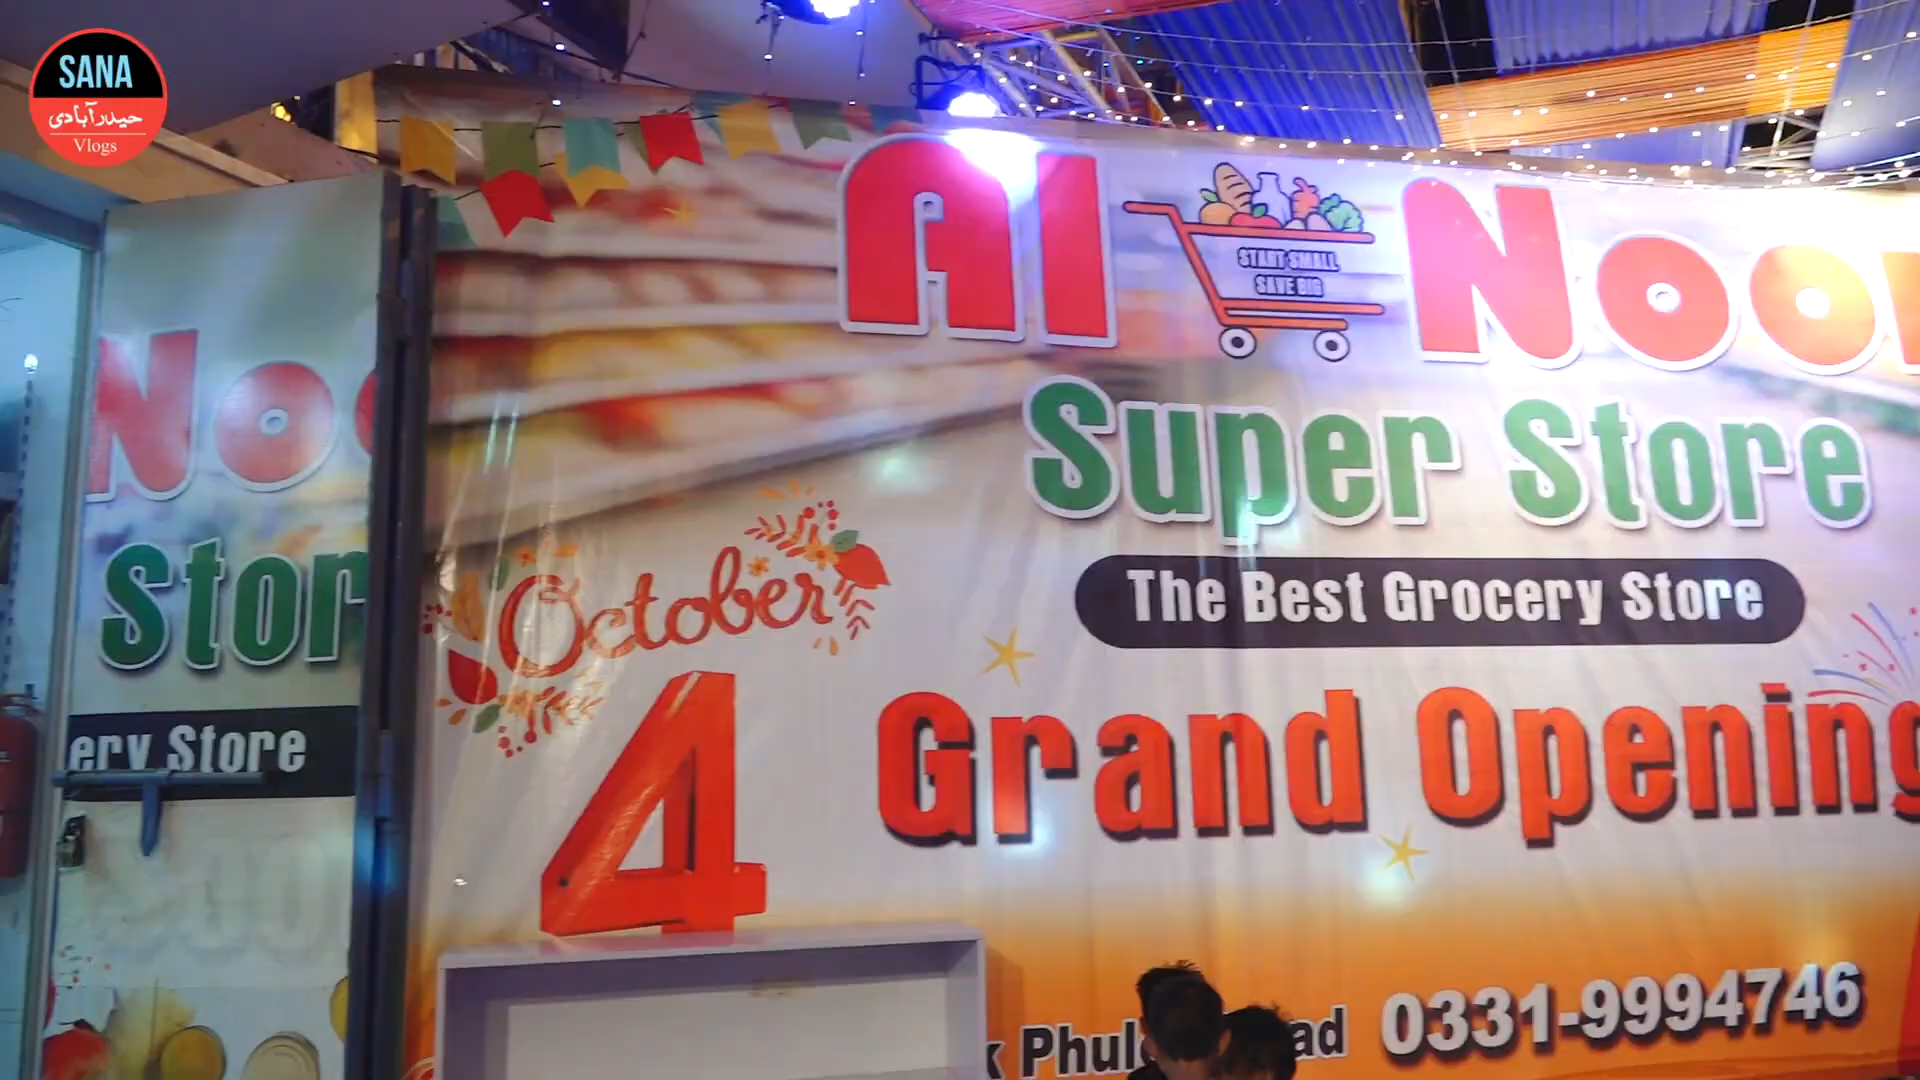 SANA
حیدرآبادی
Vlogs
Al Noor
START SMALL
SAVE BIG
Super Store
The Best Grocery Store
October
4
Grand Opening
0331-9994746
Noo
Stor
ery Store